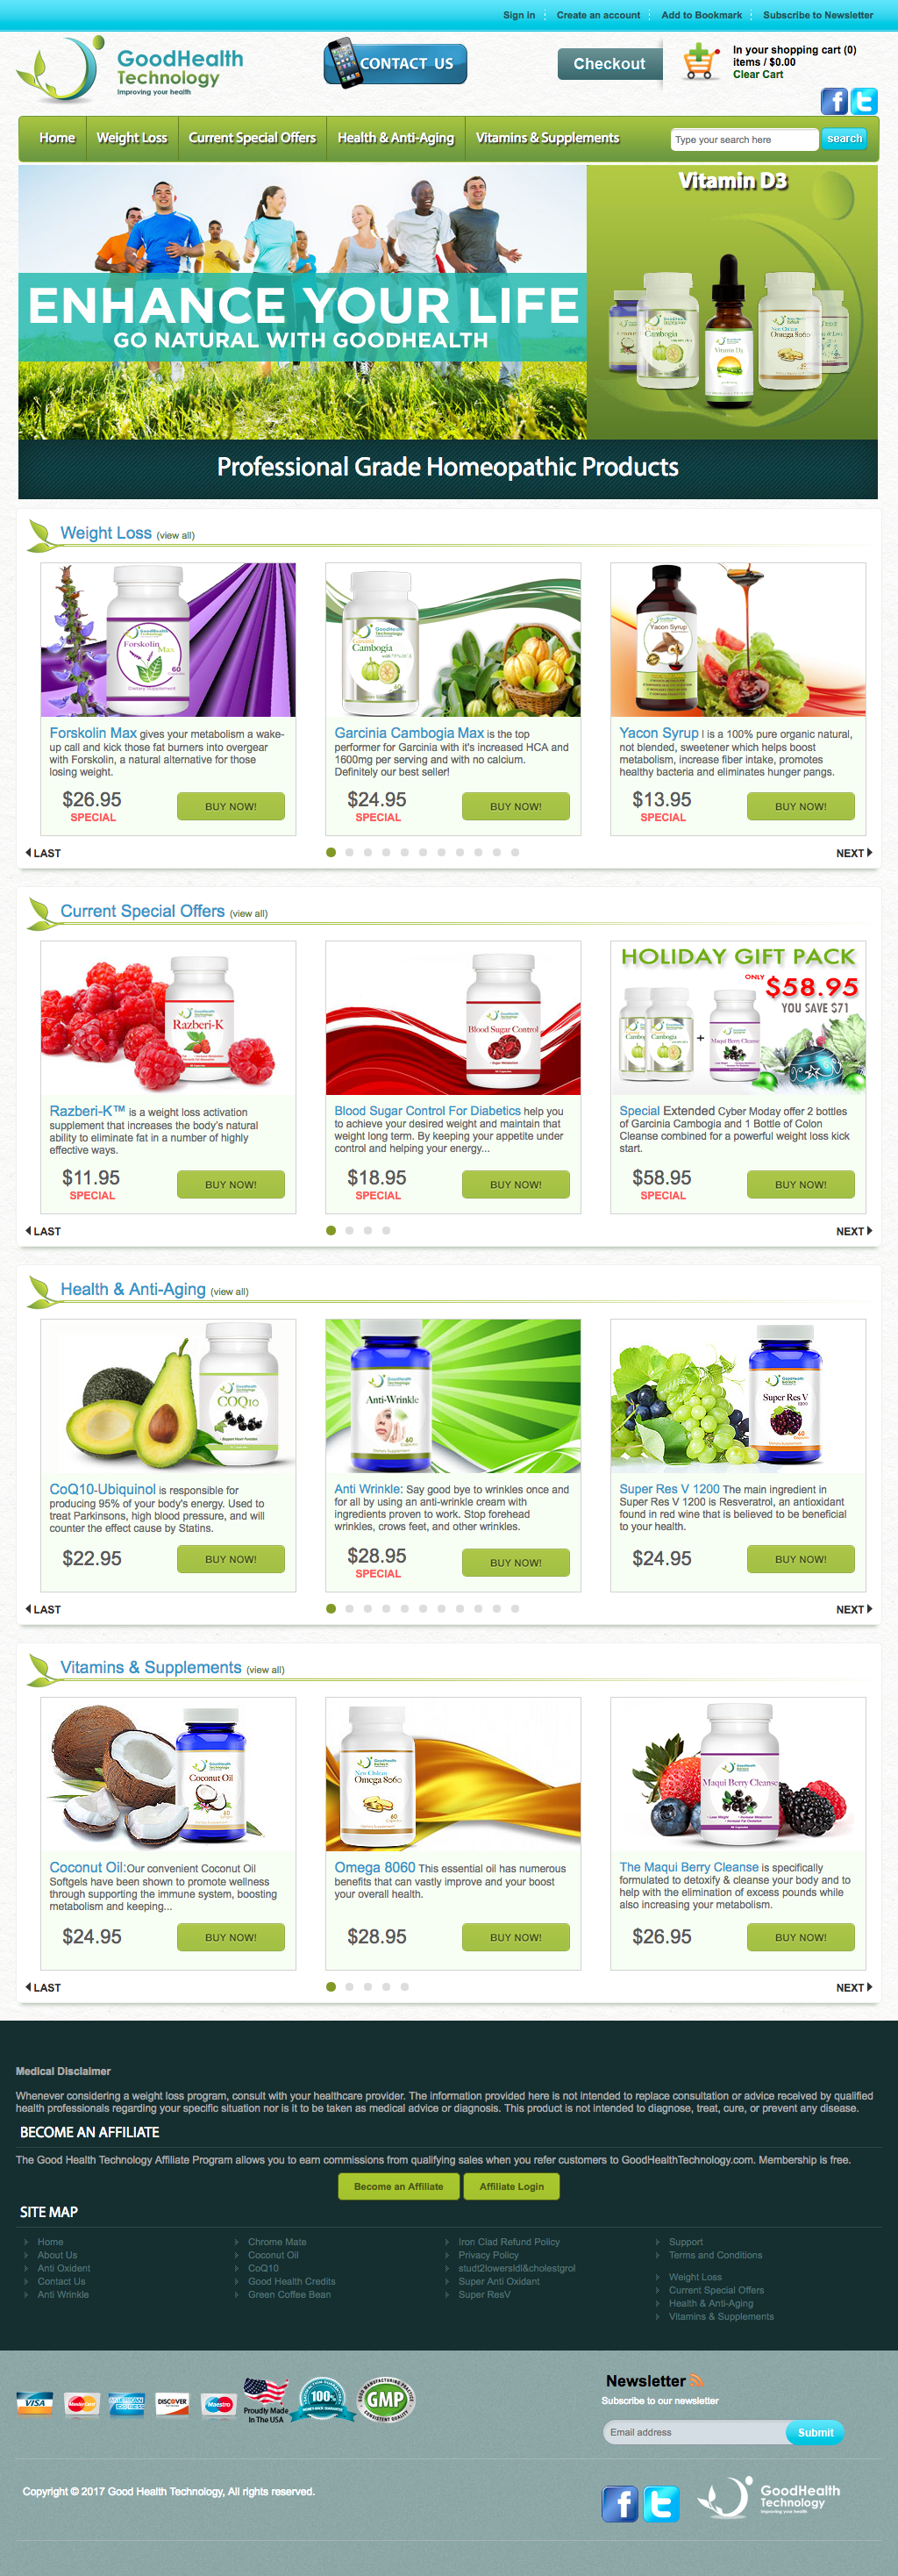 Sign in
Create an account
Add to Bookmark
Subscribe to Newsletter
GoodHealth
Technology
Improving your health
CONTACT US
Checkout
In your shopping cart (0)
items / $0.00
Clear Cart
Home
Weight Loss
Current Special Offers
Health & Anti-Aging
Vitamins & Supplements
Type your search here
search
Vitamin D3
ENHANCE YOUR LIFE
GO NATURAL WITH GOODHEALTH
Professional Grade Homeopathic Products
Weight Loss (view all)
Forskolin Max
60
Garcinia
Cambogia
Yacon Syrup
Forskolin Max gives your metabolism a wake-
up call and kick those fat burners into overgear
with Forskolin, a natural alternative for those
losing weight.
$26.95
SPECIAL
BUY NOW!
Garcinia Cambogia Max is the top
performer for Garcinia with it's increased HCA and
1600mg per serving and with no calcium.
Definitely our best seller!
$24.95
SPECIAL
BUY NOW!
Yacon Syrup l is a 100% pure organic natural,
not blended, sweetener which helps boost
metabolism, increase fiber intake, promotes
healthy bacteria and eliminates hunger pangs.
$13.95
SPECIAL
BUY NOW!
LAST
NEXT
Current Special Offers (view all)
Razberi-K
Blood Sugar Control
HOLIDAY GIFT PACK
ONLY $58.95
YOU SAVE $71
+
Maqui Berry Cleanse
Razberi-K™ is a weight loss activation
supplement that increases the body's natural
ability to eliminate fat in a number of highly
effective ways.
$11.95
SPECIAL
BUY NOW!
Blood Sugar Control For Diabetics help you
to achieve your desired weight and maintain that
weight long term. By keeping your appetite under
control and helping your energy...
$18.95
SPECIAL
BUY NOW!
Special Extended Cyber Moday offer 2 bottles
of Garcinia Cambogia and 1 Bottle of Colon
Cleanse combined for a powerful weight loss kick
start.
$58.95
SPECIAL
BUY NOW!
LAST
NEXT
Health & Anti-Aging (view all)
COQ10
Anti-Wrinkle
Super Res V
1200
CoQ10-Ubiquinol is responsible for
producing 95% of your body's energy. Used to
treat Parkinsons, high blood pressure, and will
counter the effect cause by Statins.
$22.95
BUY NOW!
Anti Wrinkle: Say good bye to wrinkles once and
for all by using an anti-wrinkle cream with
ingredients proven to work. Stop forehead
wrinkles, crows feet, and other wrinkles.
$28.95
SPECIAL
BUY NOW!
Super Res V 1200 The main ingredient in
Super Res V 1200 is Resveratrol, an antioxidant
found in red wine that is believed to be beneficial
to your health.
$24.95
BUY NOW!
LAST
NEXT
Vitamins & Supplements (view all)
Coconut Oil
Omega 8060
Maqui Berry Cleanse
Coconut Oil:Our convenient Coconut Oil
Softgels have been shown to promote wellness
through supporting the immune system, boosting
metabolism and keeping...
$24.95
BUY NOW!
Omega 8060 This essential oil has numerous
benefits that can vastly improve and your boost
your overall health.
$28.95
BUY NOW!
The Maqui Berry Cleanse is specifically
formulated to detoxify & cleanse your body and to
help with the elimination of excess pounds while
also increasing your metabolism.
$26.95
BUY NOW!
LAST
NEXT
Medical Disclaimer
Whenever considering a weight loss program, consult with your healthcare provider. The information provided here is not intended to replace consultation or advice received by qualified
health professionals regarding your specific situation nor is it to be taken as medical advice or diagnosis. This product is not intended to diagnose, treat, cure, or prevent any disease.
BECOME AN AFFILIATE
The Good Health Technology Affiliate Program allows you to earn commissions from qualifying sales when you refer customers to GoodHealthTechnology.com. Membership is free.
Become an Affiliate
Affiliate Login
SITE MAP
Home
About Us
Anti Oxident
Contact Us
Anti Wrinkle
Chrome Mate
Coconut Oil
CoQ10
Good Health Credits
Green Coffee Bean
Iron Clad Refund Policy
Privacy Policy
studt2lowersldl&cholestgrol
Super Anti Oxidant
Super ResV
Support
Terms and Conditions
Weight Loss
Current Special Offers
Health & Anti-Aging
Vitamins & Supplements
VISA
MasterCard
AMERICAN EXPRESS
DISCOVER
Maestro
Proudly Made
In The USA
100%
GMP
Newsletter
Subscribe to our newsletter
Email address
Submit
Copyright © 2017 Good Health Technology, All rights reserved.
GoodHealth
Technology
Improving your health